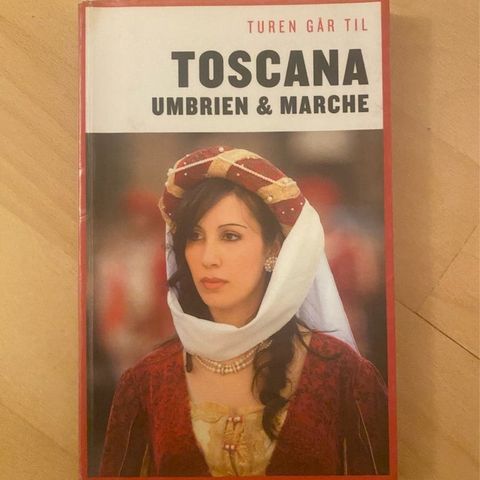 TUREN GÅR TIL
TOSCANA
UMBRIEN & MARCHE